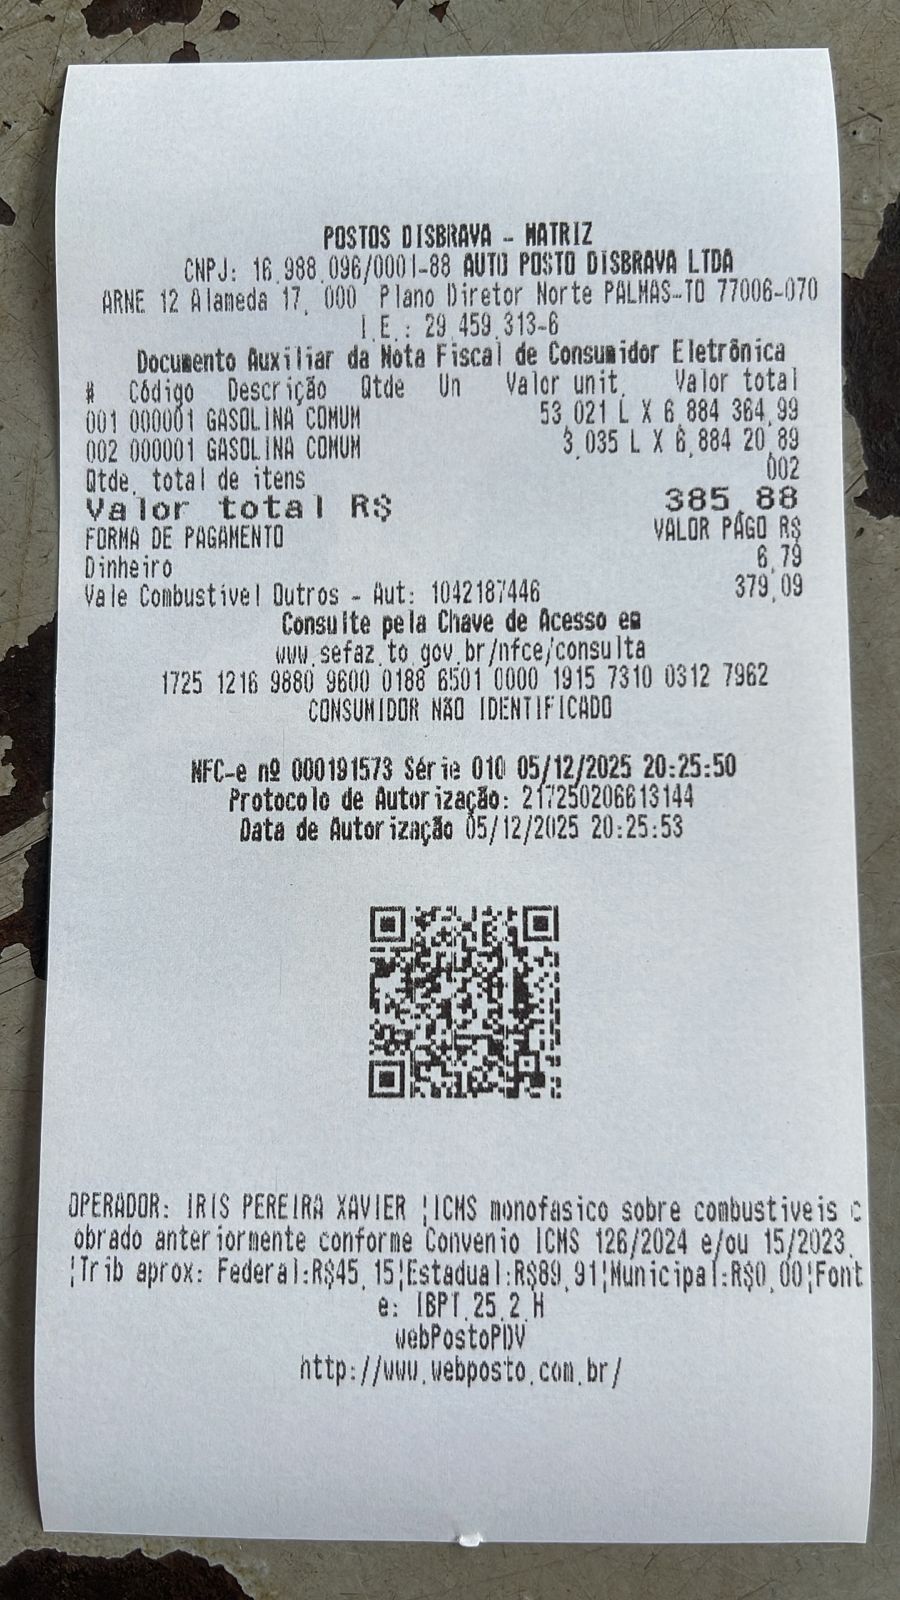 POSTOS DISBRAVA - MATRIZ
CNPJ: 16.988.096/0001-88 AUTO POSTO DISBRAVA LTDA
ARNE 12 Alameda 17, 000, Plano Diretor Norte PALMAS-TO 77006-070
I.E.: 29.459.313-6
Documento Auxiliar da Nota Fiscal de Consumidor Eletrônica
# Código Descrição Qtde Un Valor unit. Valor total
001 000001 GASOLINA COMUM 53,021 L X 6,884 364,99
002 000001 GASOLINA COMUM 3,035 L X 6,884 20,89
Qtde. total de itens 002
Valor total R$ 385,88
FORMA DE PAGAMENTO VALOR PAGO R$
Dinheiro 6,79
Vale Combustível Outros - Aut: 1042187446 379,09
Consulte pela Chave de Acesso em
www.sefaz.to.gov.br/nfce/consulta
1725 1216 9880 9600 0188 6501 0000 1915 7310 0312 7962
CONSUMIDOR NÃO IDENTIFICADO
NFC-e nº 000191573 Série 010 05/12/2025 20:25:50
Protocolo de Autorização: 217250206613144
Data de Autorização 05/12/2025 20:25:53
OPERADOR: IRIS PEREIRA XAVIER ¦ICMS monofasico sobre combustiveis c
obrado anteriormente conforme Convenio ICMS 126/2024 e/ou 15/2023.
¦Trib aprox: Federal:R$45,15¦Estadual:R$89,91¦Municipal:R$0,00¦Font
e: IBPT.25.2.H
webPostoPDV
http://www.webposto.com.br/